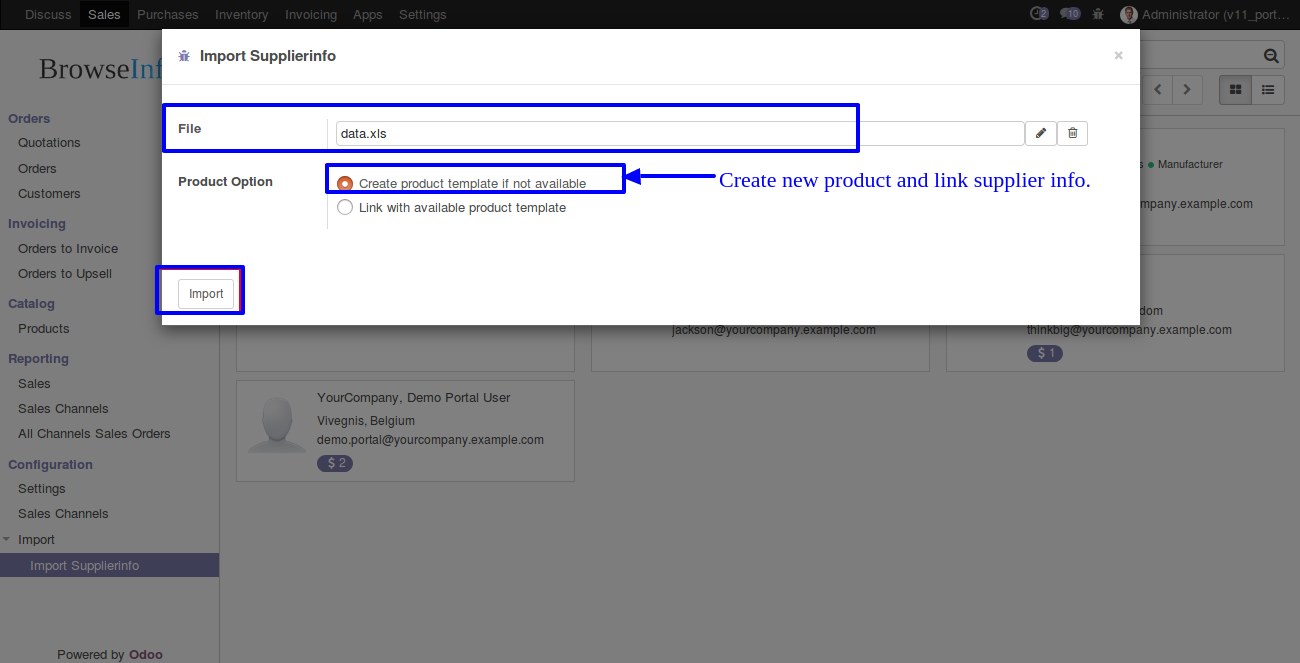 Discuss Sales Purchases Inventory Invoicing Apps Settings 2 10 Administrator (v11_port...
Import Supplierinfo ×
BrowseInf
File data.xls
Product Option Create product template if not available
Create new product and link supplier info.
Link with available product template
Import
Orders
Quotations
Orders
Customers
Invoicing
Orders to Invoice
Orders to Upsell
Catalog
Products
Reporting
Sales
Sales Channels
All Channels Sales Orders
Configuration
Settings
Sales Channels
Import
Import Supplierinfo
Powered by Odoo
s Manufacturer
mpany.example.com
dom
jackson@yourcompany.example.com
thinkbig@yourcompany.example.com
$ 1
YourCompany, Demo Portal User
Vivegnis, Belgium
demo.portal@yourcompany.example.com
$ 2